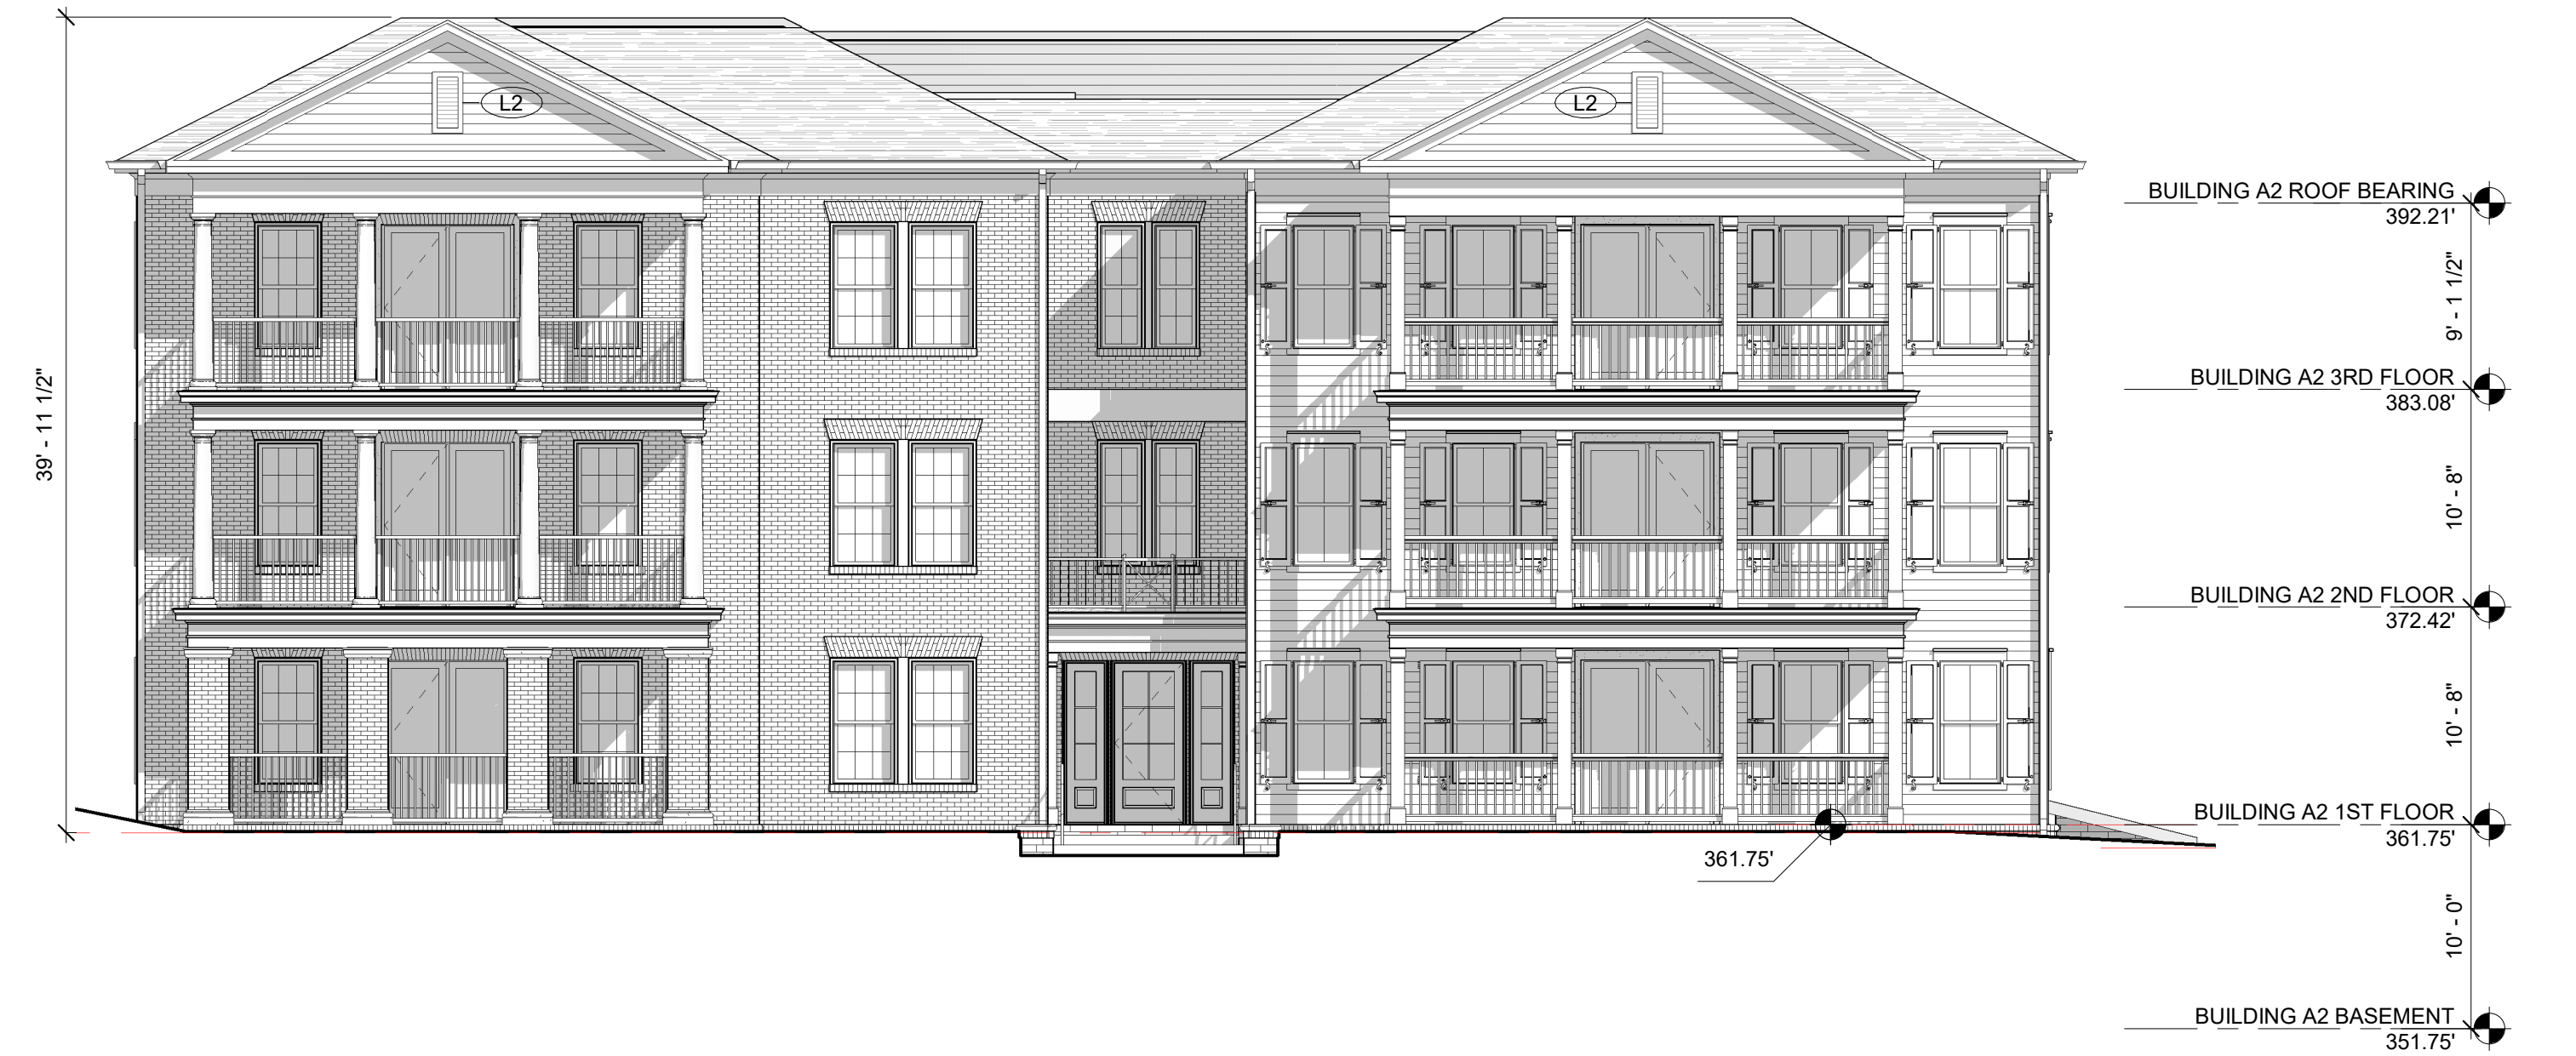 L2
L2
BUILDING A2 ROOF BEARING
392.21'
9' - 11 1/2"
39' - 11 1/2"
BUILDING A2 3RD FLOOR
383.08'
10' - 8"
BUILDING A2 2ND FLOOR
372.42'
10' - 8"
BUILDING A2 1ST FLOOR
361.75'
361.75'
10' - 0"
BUILDING A2 BASEMENT
351.75'